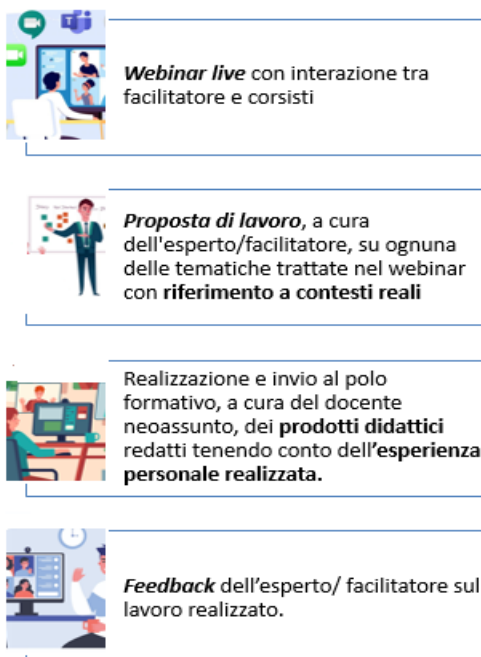 Webinar live con interazione tra
facilitatore e corsisti
Proposta di lavoro, a cura
dell'esperto/facilitatore, su ognuna
delle tematiche trattate nel webinar
con riferimento a contesti reali
Realizzazione e invio al polo
formativo, a cura del docente
neoassunto, dei prodotti didattici
redatti tenendo conto dell’esperienza
personale realizzata.
Feedback dell’esperto/ facilitatore sul
lavoro realizzato.